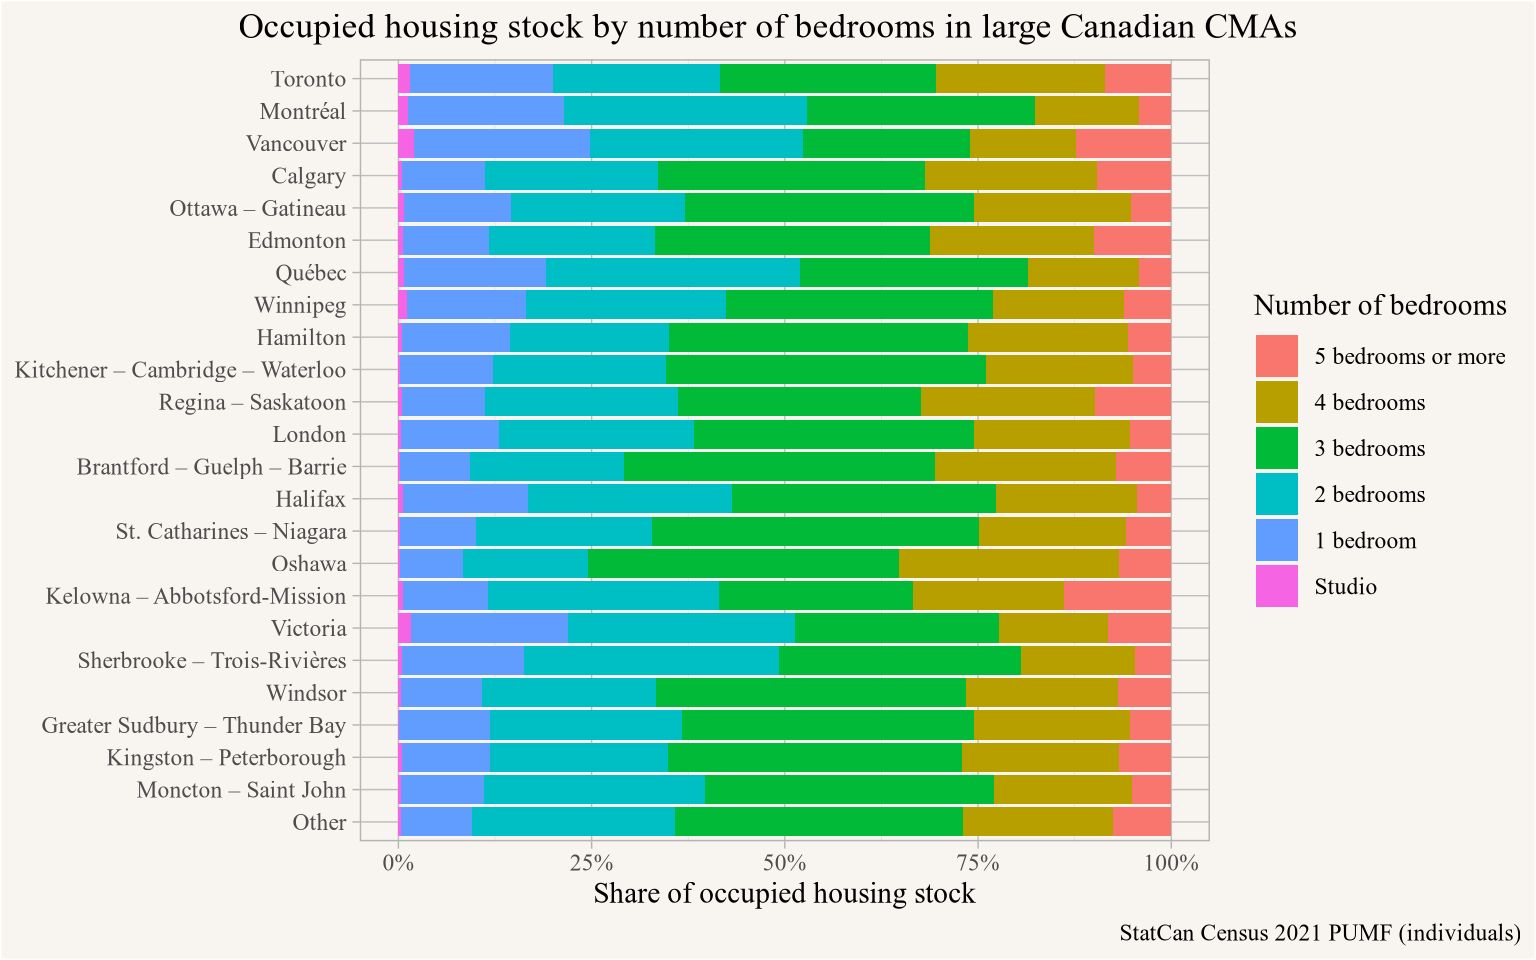 Occupied housing stock by number of bedrooms in large Canadian CMAs
Toronto
Montréal
Vancouver
Calgary
Ottawa – Gatineau
Edmonton
Québec
Winnipeg
Hamilton
Kitchener – Cambridge – Waterloo
Regina – Saskatoon
London
Brantford – Guelph – Barrie
Halifax
St. Catharines – Niagara
Oshawa
Kelowna – Abbotsford-Mission
Victoria
Sherbrooke – Trois-Rivières
Windsor
Greater Sudbury – Thunder Bay
Kingston – Peterborough
Moncton – Saint John
Other
0% 25% 50% 75% 100%
Share of occupied housing stock
Number of bedrooms
5 bedrooms or more
4 bedrooms
3 bedrooms
2 bedrooms
1 bedroom
Studio
StatCan Census 2021 PUMF (individuals)